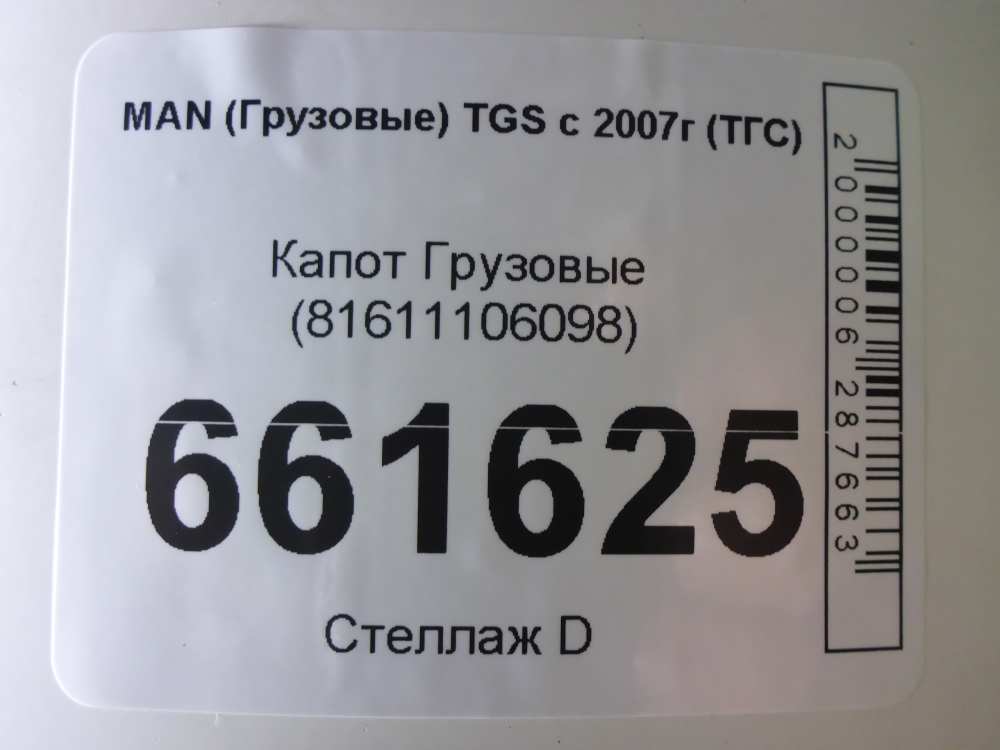 MAN (Грузовые) TGS с 2007г (ТГС)
Капот Грузовые
(81611106098)
661625
Стеллаж D
2000006287663